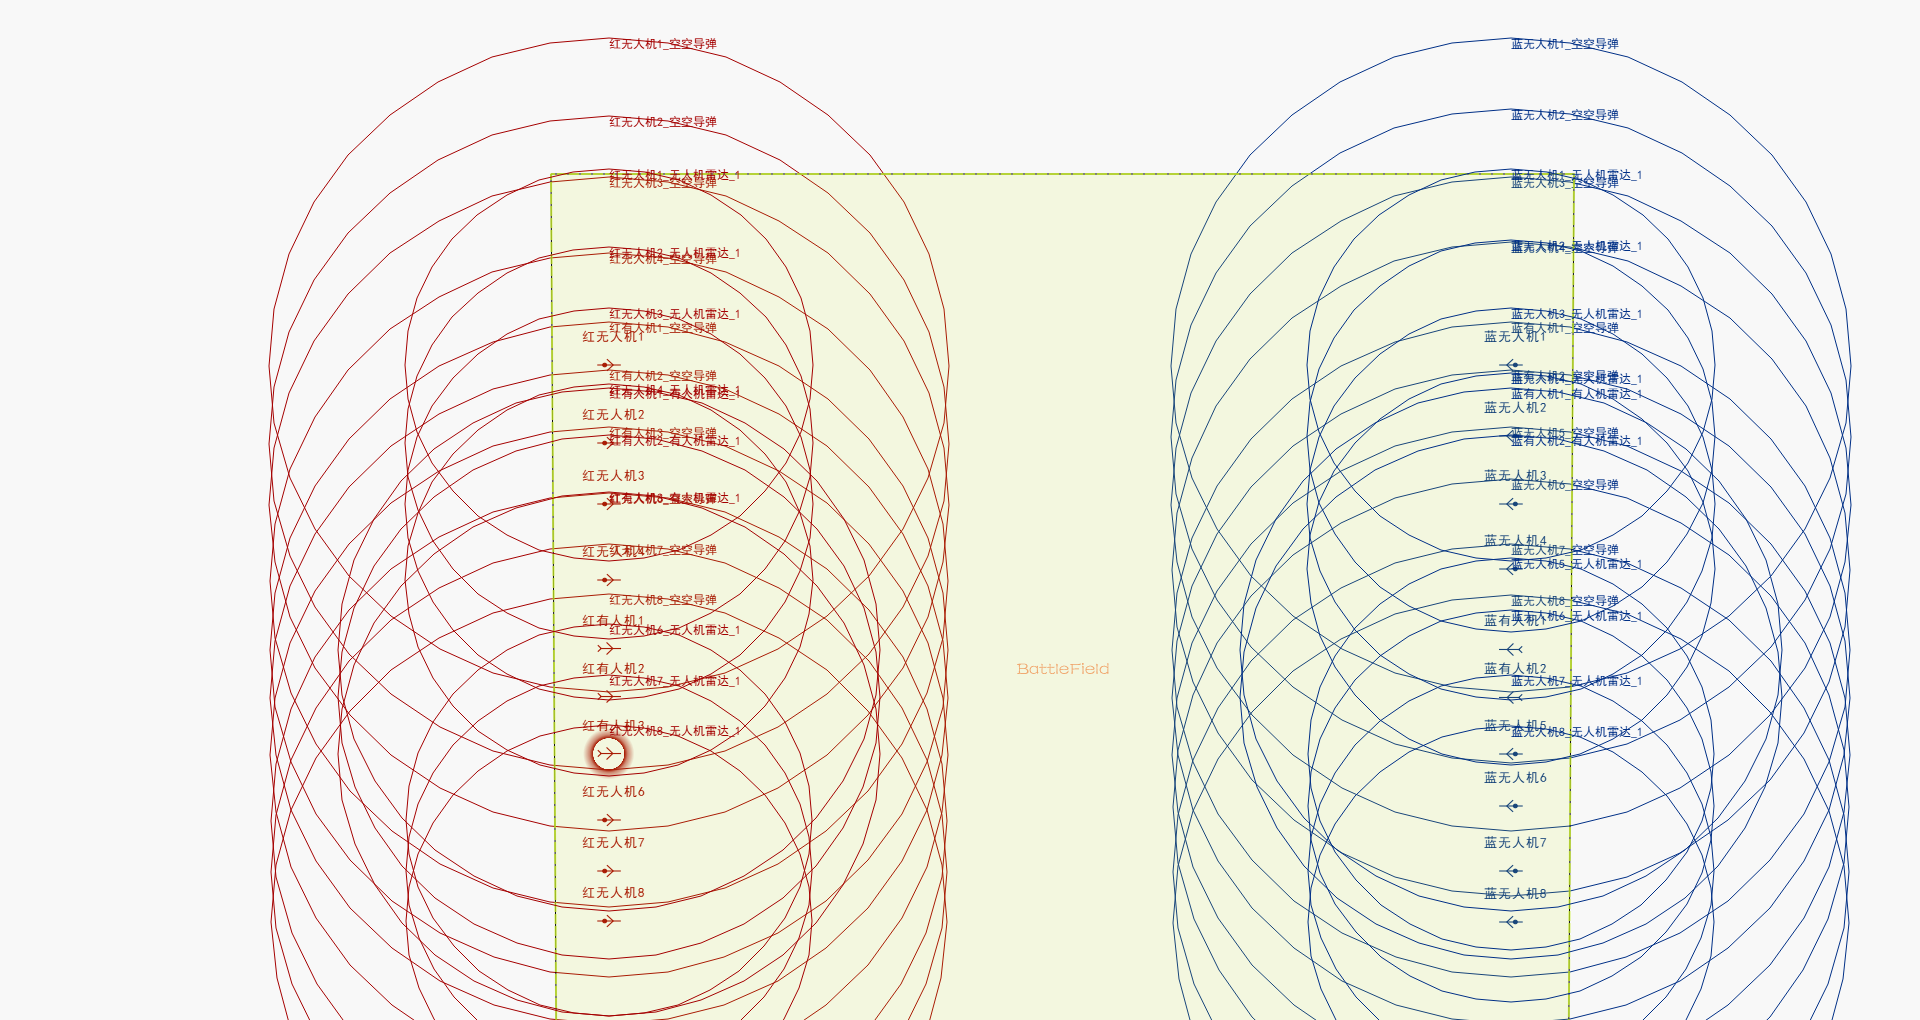 红无人机1_空空导弹
红无人机2_空空导弹
红无人机1_无人机雷达_1
红无人机3_空空导弹
红无人机2_无人机雷达_1
红无人机4_空空导弹
红无人机3_无人机雷达_1
红有人机1_空空导弹
红无人机1
红有人机2_空空导弹
红无人机4_无人机雷达_1
红有人机1_有人机雷达_1
红无人机2
红有人机3_空空导弹
红有人机2_有人机雷达_1
红无人机3
红有人机3_有人机雷达_1
红无人机4
红无人机7_空空导弹
红无人机8_空空导弹
红有人机1
红无人机6_无人机雷达_1
红有人机2
红无人机7_无人机雷达_1
红有人机3
红无人机8_无人机雷达_1
红无人机6
红无人机7
红无人机8
BattleField
蓝无人机1_空空导弹
蓝无人机2_空空导弹
蓝无人机1_无人机雷达_1
蓝无人机3_空空导弹
蓝无人机2_无人机雷达_1
蓝无人机4_空空导弹
蓝无人机3_无人机雷达_1
蓝有人机1_空空导弹
蓝无人机1
蓝有人机2_空空导弹
蓝无人机4_无人机雷达_1
蓝有人机1_有人机雷达_1
蓝无人机2
蓝无人机5_空空导弹
蓝有人机2_有人机雷达_1
蓝无人机3
蓝无人机6_空空导弹
蓝无人机4
蓝无人机7_空空导弹
蓝无人机5_无人机雷达_1
蓝无人机8_空空导弹
蓝无人机6_无人机雷达_1
蓝有人机1
蓝有人机2
蓝无人机7_无人机雷达_1
蓝无人机5
蓝无人机8_无人机雷达_1
蓝无人机6
蓝无人机7
蓝无人机8